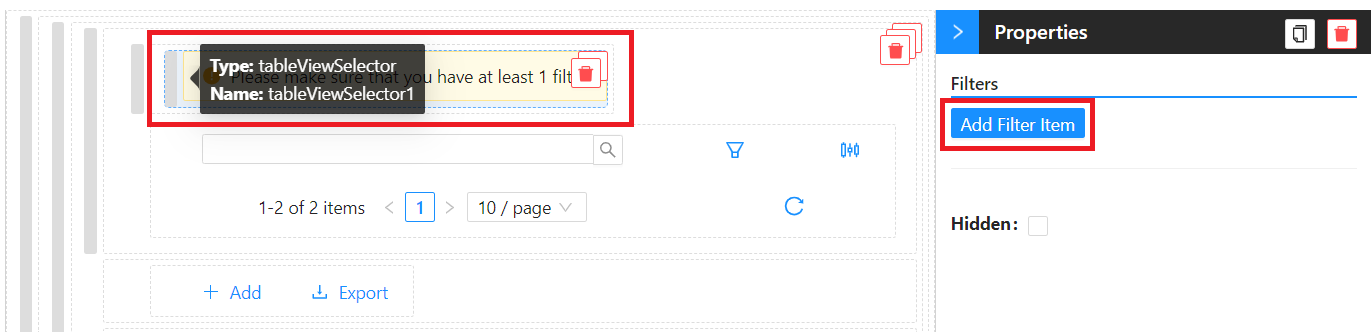 Properties
Type: tableViewSelector
Please make sure that you have at least 1 filt
Name: tableViewSelector1
Filters
Add Filter Item
1-2 of 2 items
1
10 / page
Hidden:
Add
Export